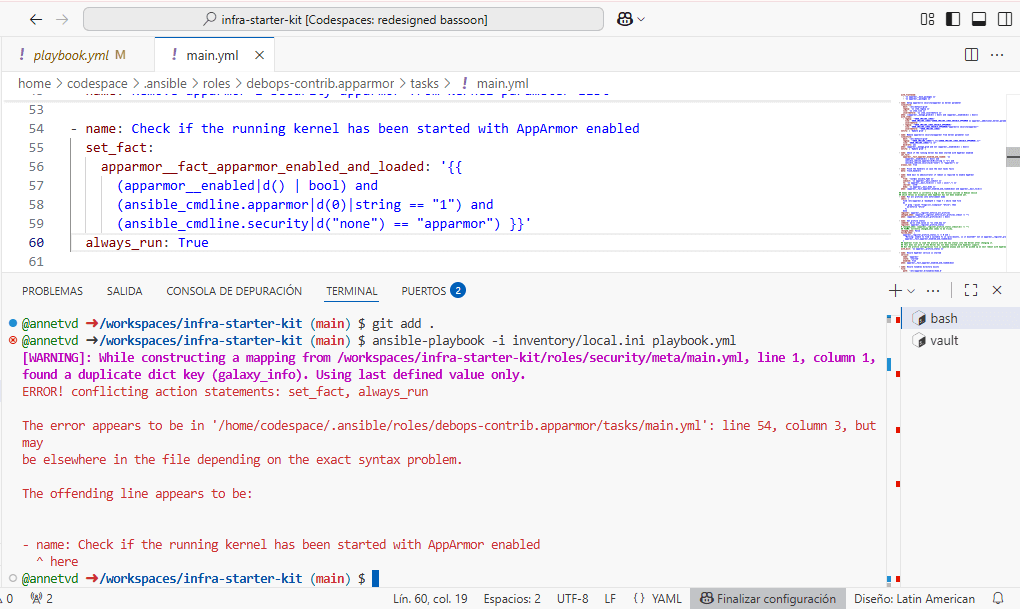 infra-starter-kit [Codespaces: redesigned bassoon]
! playbook.yml M
! main.yml
home > codespace > .ansible > roles > debops-contrib.apparmor > tasks > ! main.yml
53
54 - name: Check if the running kernel has been started with AppArmor enabled
55 set_fact:
56 apparmor__fact_apparmor_enabled_and_loaded: '{{
57 (apparmor__enabled|d() | bool) and
58 (ansible_cmdline.apparmor|d(0)|string == "1") and
59 (ansible_cmdline.security|d("none") == "apparmor") }}'
60 always_run: True
61
PROBLEMAS SALIDA CONSOLA DE DEPURACIÓN TERMINAL PUERTOS 2
@annetvd ➜/workspaces/infra-starter-kit (main) $ git add .
@annetvd ➜/workspaces/infra-starter-kit (main) $ ansible-playbook -i inventory/local.ini playbook.yml
[WARNING]: While constructing a mapping from /workspaces/infra-starter-kit/roles/security/meta/main.yml, line 1, column 1,
found a duplicate dict key (galaxy_info). Using last defined value only.
ERROR! conflicting action statements: set_fact, always_run
The error appears to be in '/home/codespace/.ansible/roles/debops-contrib.apparmor/tasks/main.yml': line 54, column 3, but
may
be elsewhere in the file depending on the exact syntax problem.
The offending line appears to be:
- name: Check if the running kernel has been started with AppArmor enabled
^ here
@annetvd ➜/workspaces/infra-starter-kit (main) $
bash
vault
0 2 Lín. 60, col. 19 Espacios: 2 UTF-8 LF {} YAML Finalizar configuración Diseño: Latin American